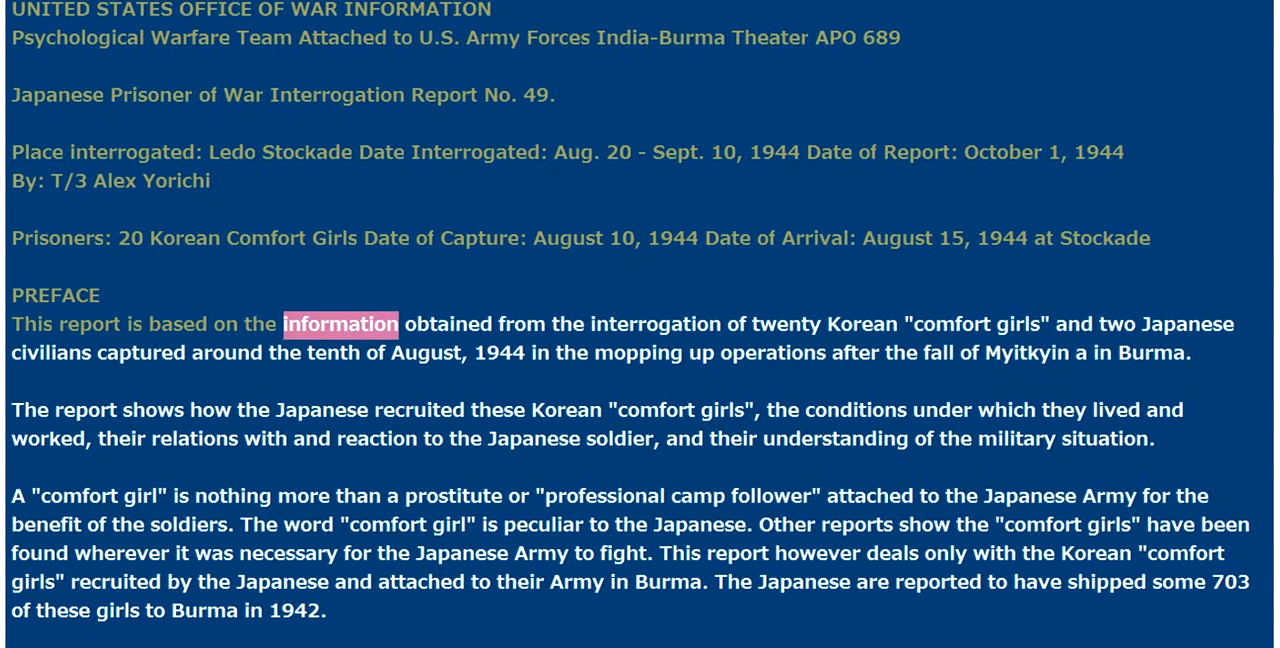 UNITED STATES OFFICE OF WAR INFORMATION
Psychological Warfare Team Attached to U.S. Army Forces India-Burma Theater APO 689
Japanese Prisoner of War Interrogation Report No. 49.
Place interrogated: Ledo Stockade Date Interrogated: Aug. 20 - Sept. 10, 1944 Date of Report: October 1, 1944
By: T/3 Alex Yorichi
Prisoners: 20 Korean Comfort Girls Date of Capture: August 10, 1944 Date of Arrival: August 15, 1944 at Stockade
PREFACE
This report is based on the information obtained from the interrogation of twenty Korean "comfort girls" and two Japanese
civilians captured around the tenth of August, 1944 in the mopping up operations after the fall of Myitkyin a in Burma.
The report shows how the Japanese recruited these Korean "comfort girls", the conditions under which they lived and
worked, their relations with and reaction to the Japanese soldier, and their understanding of the military situation.
A "comfort girl" is nothing more than a prostitute or "professional camp follower" attached to the Japanese Army for the
benefit of the soldiers. The word "comfort girl" is peculiar to the Japanese. Other reports show the "comfort girls" have been
found wherever it was necessary for the Japanese Army to fight. This report however deals only with the Korean "comfort
girls" recruited by the Japanese and attached to their Army in Burma. The Japanese are reported to have shipped some 703
of these girls to Burma in 1942.